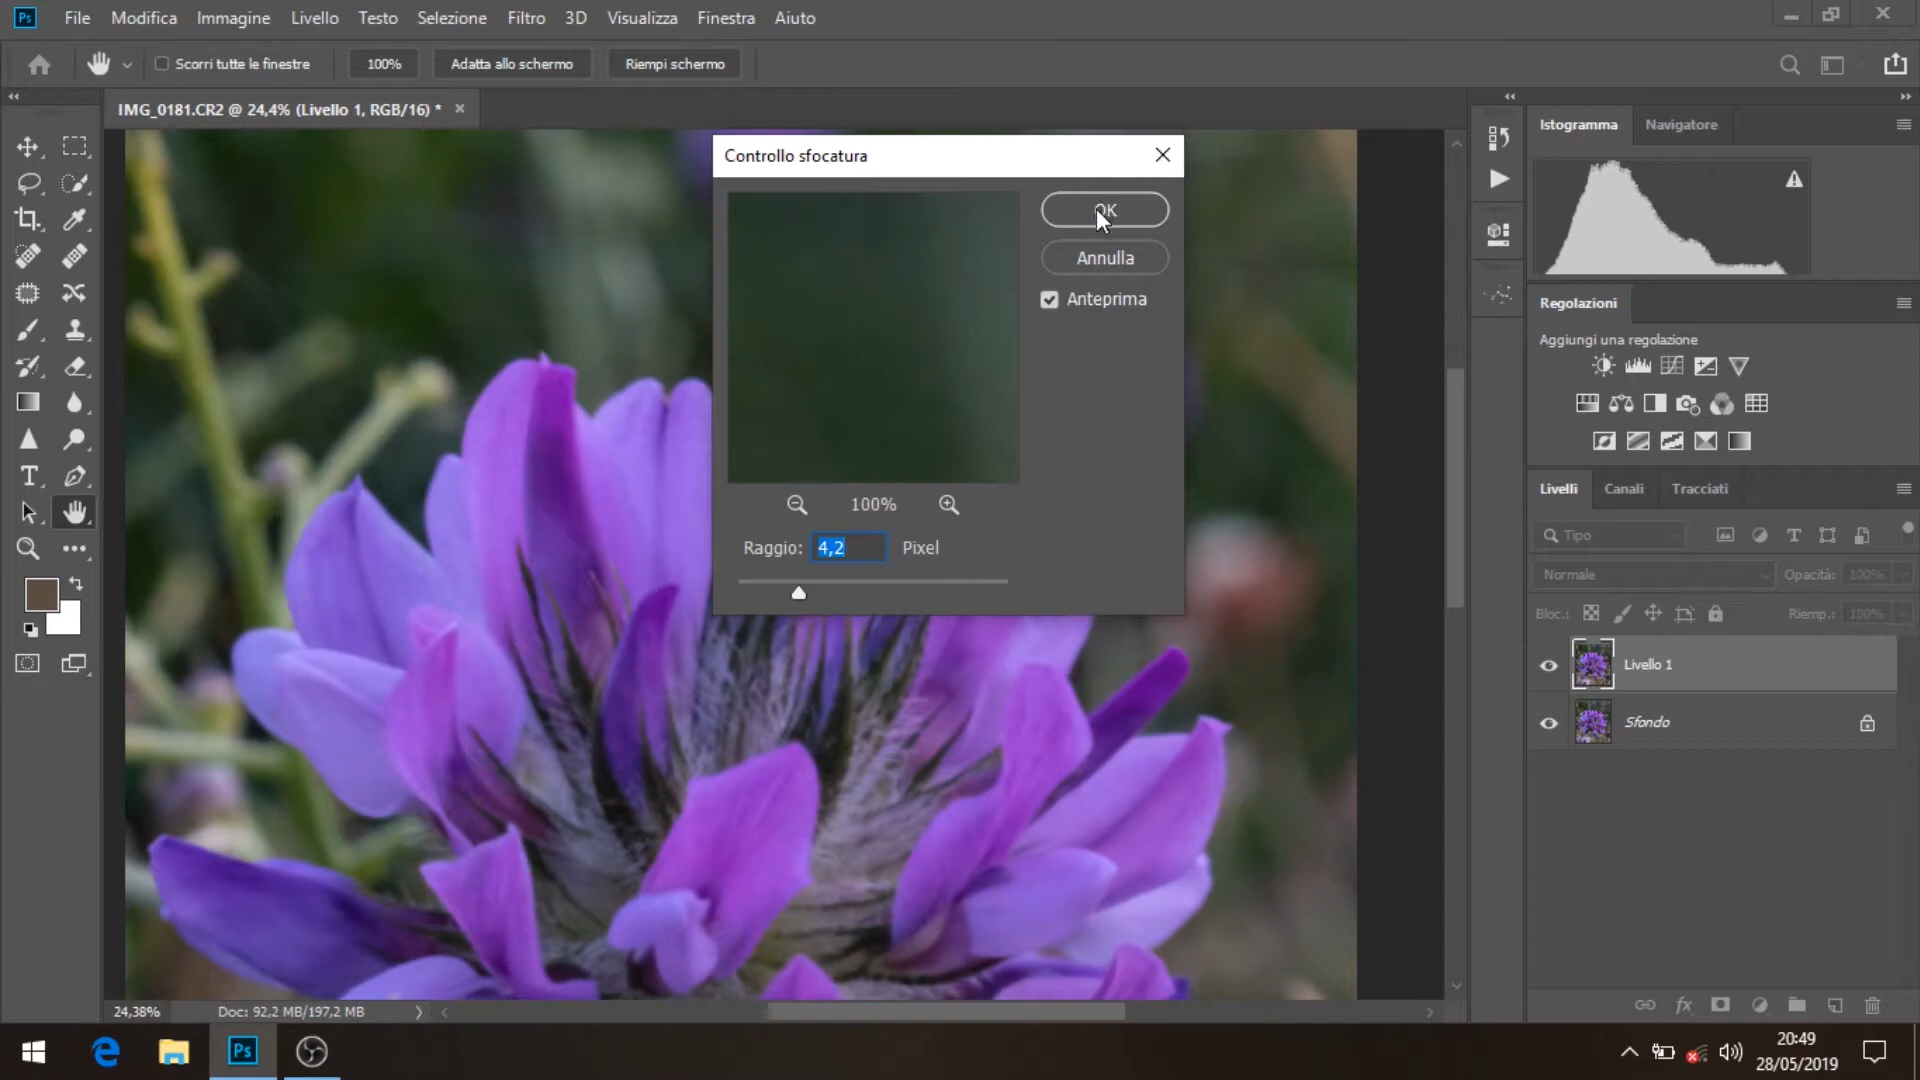 Ps File Modifica Immagine Livello Testo Selezione Filtro 3D Visualizza Finestra Aiuto
Scorri tutte le finestre 100% Adatta allo schermo Riempi schermo
IMG_0181.CR2 @ 24,4% (Livello 1, RGB/16) *
Istogramma Navigatore
Controllo sfocatura
OK
Annulla
Anteprima
100%
Raggio: 4,2 Pixel
Regolazioni
Aggiungi una regolazione
Livelli Canali Tracciati
Tipo
Normale Opacità: 100%
Bloc.: Riemp.: 100%
Livello 1
Sfondo
24,38% Doc: 92,2 MB/197,2 MB
Ps
20:49
28/05/2019